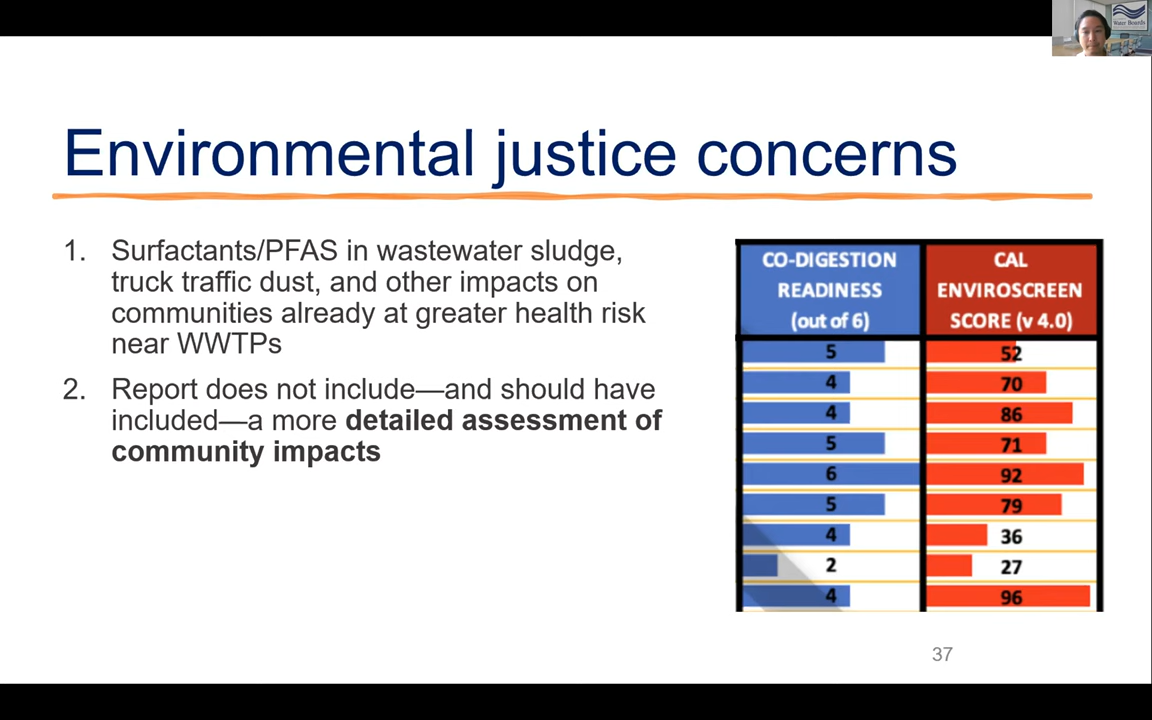 Water Boards
Environmental justice concerns
1. Surfactants/PFAS in wastewater sludge,
truck traffic dust, and other impacts on
communities already at greater health risk
near WWTPs
2. Report does not include—and should have
included—a more detailed assessment of
community impacts
CO-DIGESTION
READINESS
(out of 6)
CAL
ENVIROSCREEN
SCORE (v 4.0)
5 52
4 70
4 86
5 71
6 92
5 79
4 36
2 27
4 96
37